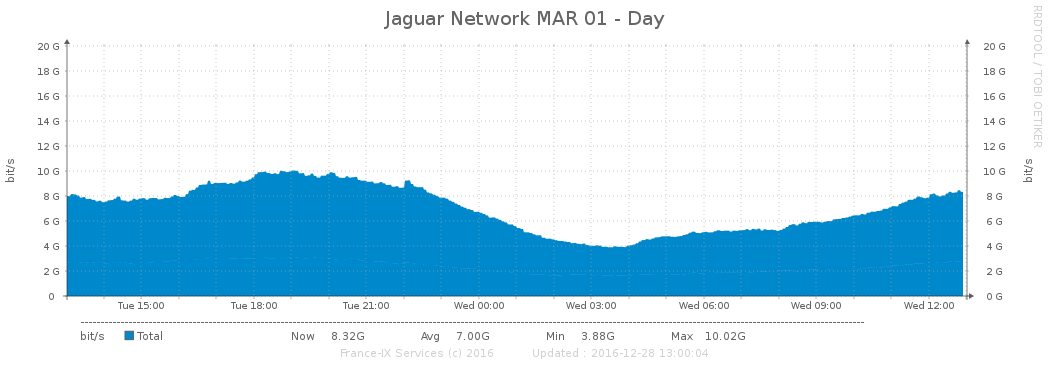 Jaguar Network MAR 01 - Day
RRDTOOL / TOBI OETIKER
bit/s
20 G 20 G
18 G 18 G
16 G 16 G
14 G 14 G
12 G 12 G
10 G 10 G
8 G 8 G
6 G 6 G
4 G 4 G
2 G 2 G
0 0 G
bit/s
Tue 15:00 Tue 18:00 Tue 21:00 Wed 00:00 Wed 03:00 Wed 06:00 Wed 09:00 Wed 12:00
bit/s Total Now 8.32G Avg 7.00G Min 3.88G Max 10.02G
France-IX Services (c) 2016 Updated : 2016-12-28 13:00:04